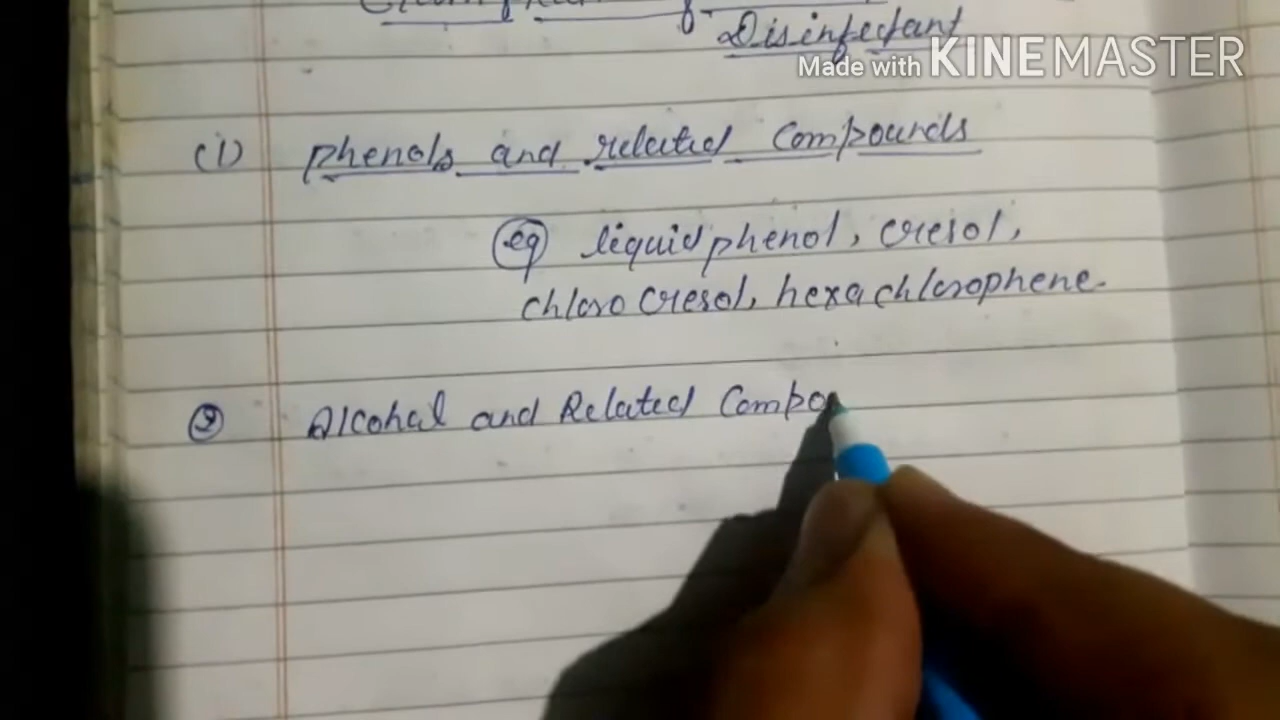 Disinfectant
Made with KINEMASTER
(1) phenols and related compounds
eg liquid phenol, cresol,
chloro cresol, hexachlorophene.
2 Alcohal and Related Compo